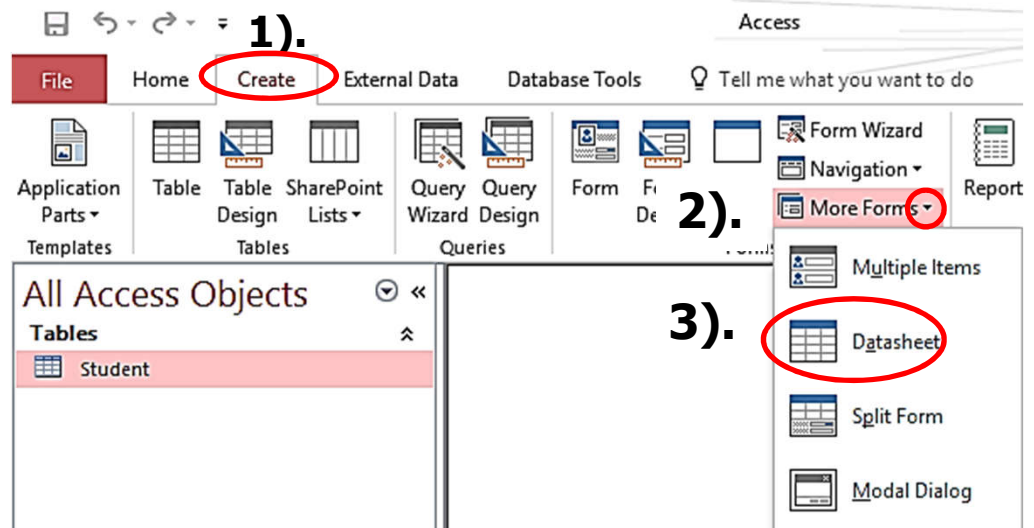 Access
1).
File Home Create External Data Database Tools Tell me what you want to do
Application Parts
Table
Table Design
SharePoint Lists
Query Wizard
Query Design
Form
Form Wizard
Navigation
More Forms
Report
Templates
Tables
Queries
2).
Multiple Items
All Access Objects
Tables
Student
3).
Datasheet
Split Form
Modal Dialog